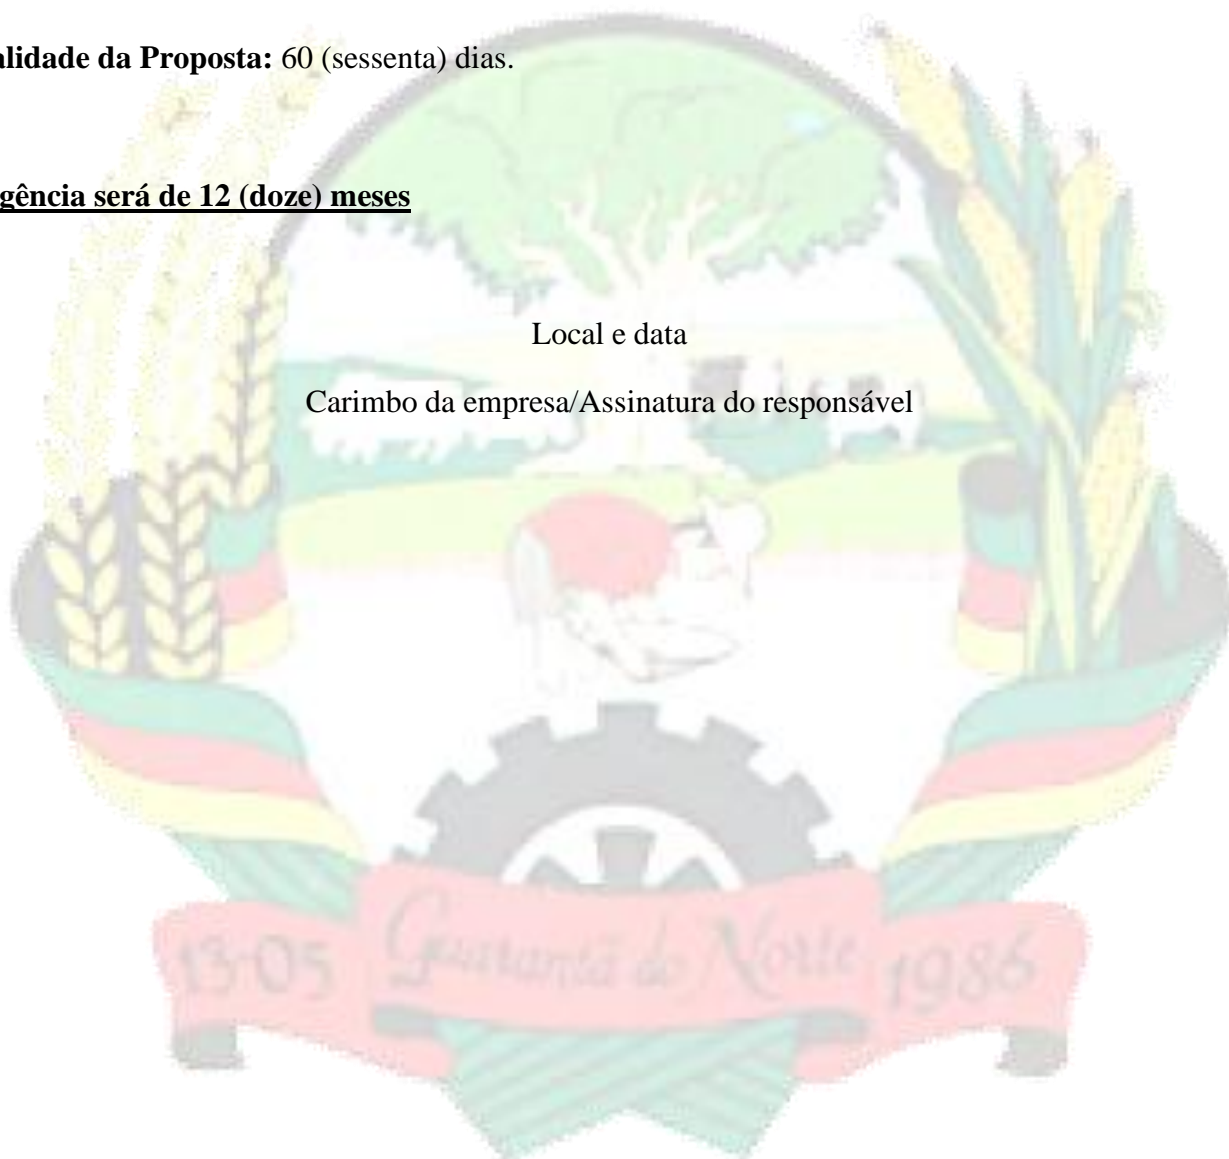 alidade da Proposta: 60 (sessenta) dias.
gência será de 12 (doze) meses
Local e data
Carimbo da empresa/Assinatura do responsável
13-05 Guarantã do Norte 1986